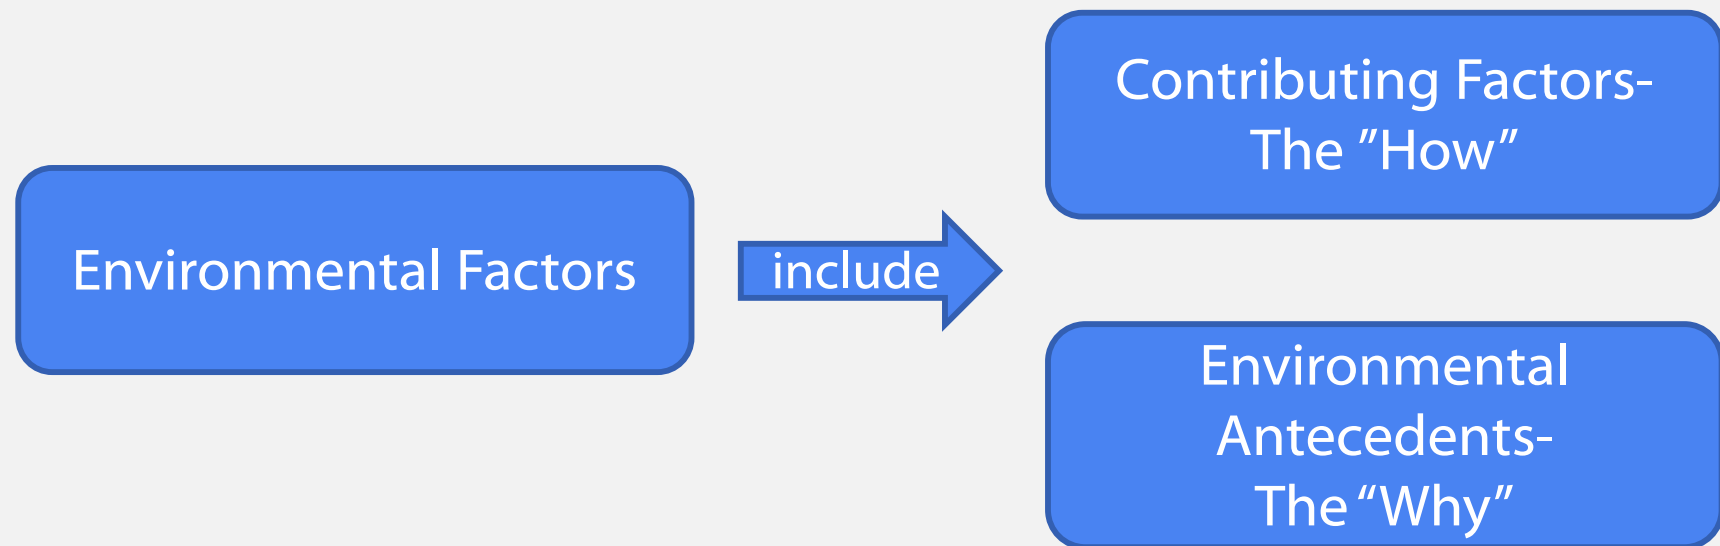 Environmental Factors
include
Contributing Factors-
The ”How”
Environmental
Antecedents-
The “Why”